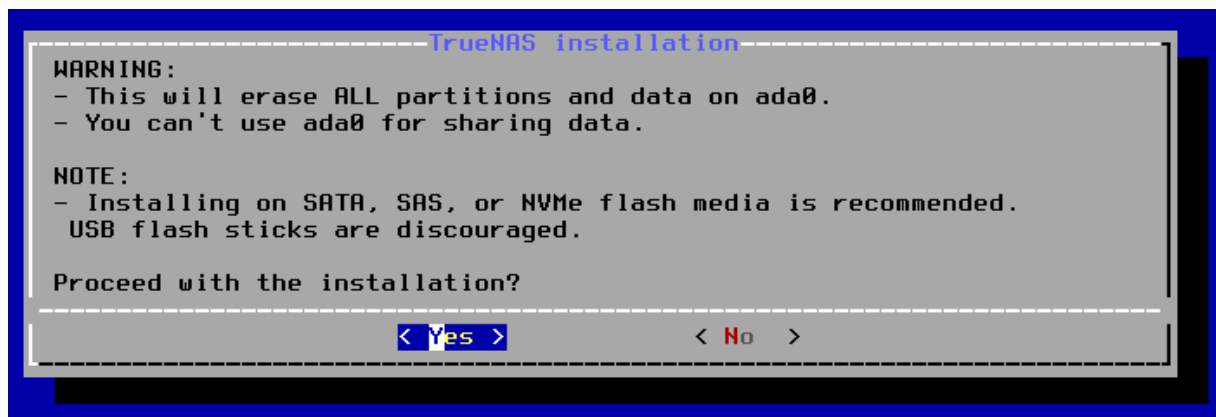 TrueNAS installation
WARNING:
- This will erase ALL partitions and data on ada0.
- You can't use ada0 for sharing data.
NOTE:
- Installing on SATA, SAS, or NVMe flash media is recommended.
USB flash sticks are discouraged.
Proceed with the installation?
< Yes > < No >